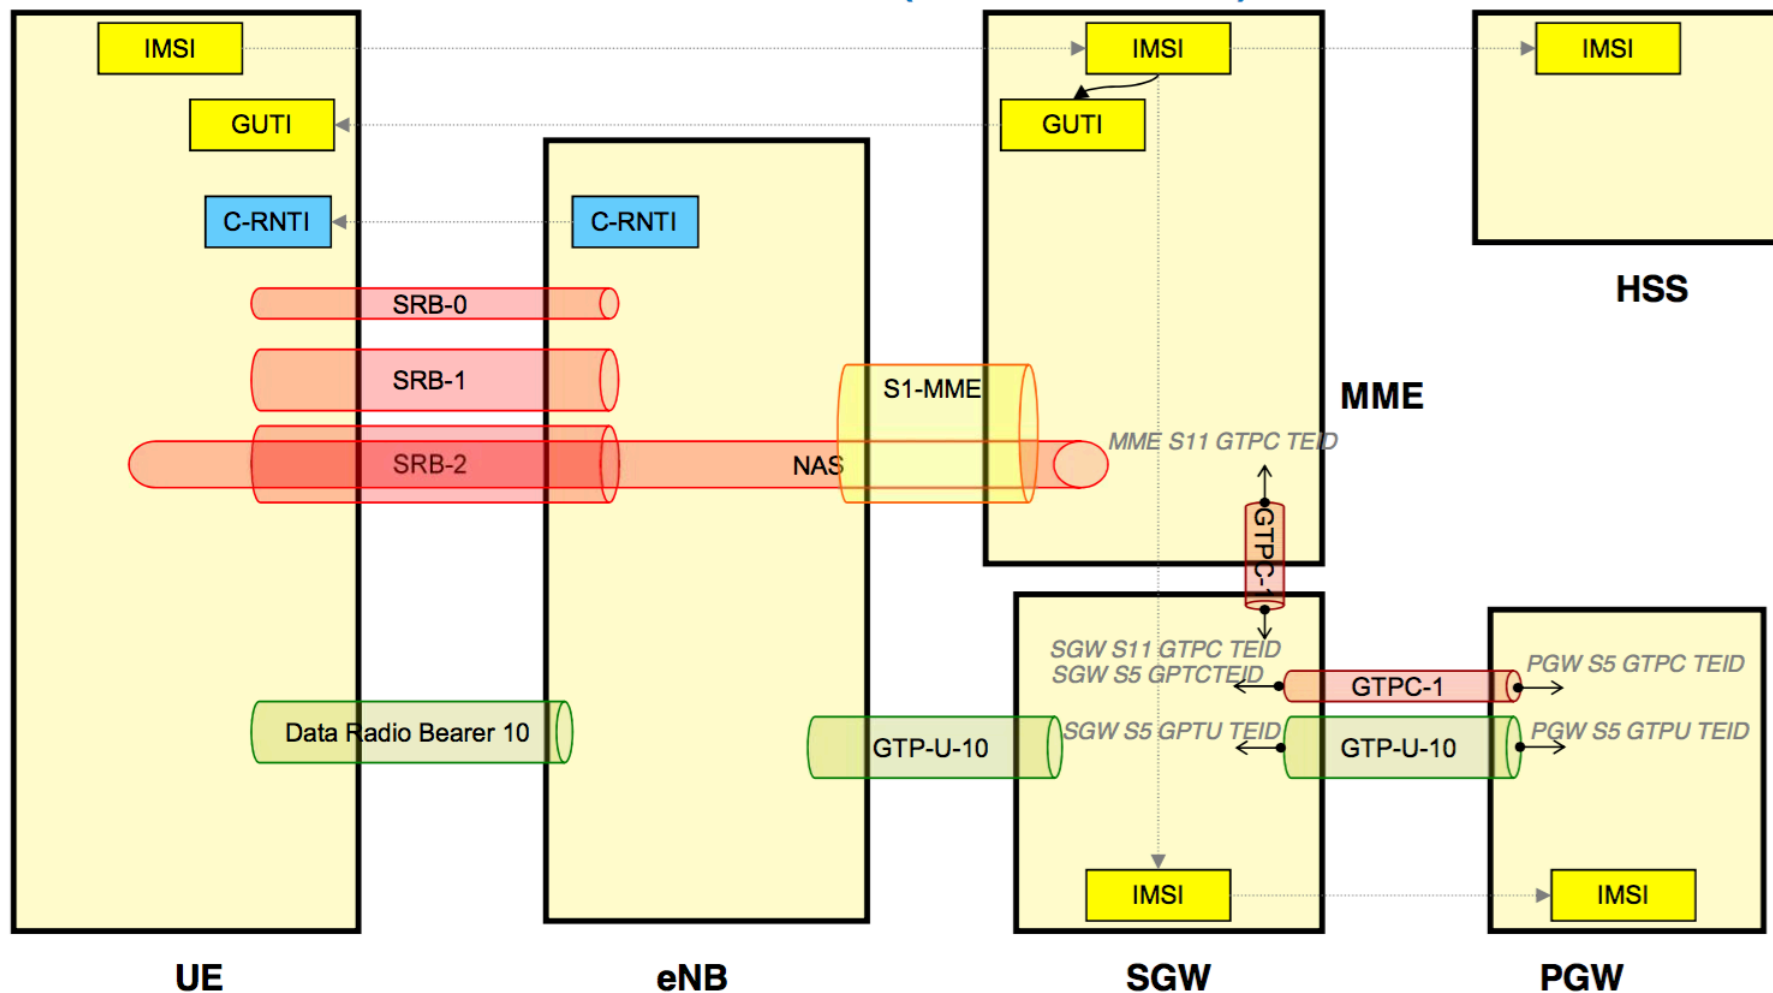 IMSI
IMSI
IMSI
GUTI
GUTI
C-RNTI
C-RNTI
HSS
SRB-0
SRB-1
S1-MME
MME
MME S11 GTPC TEID
SRB-2
NAS
GTPC-1
SGW S11 GTPC TEID
SGW S5 GPTCTEID
PGW S5 GTPC TEID
GTPC-1
Data Radio Bearer 10
GTP-U-10
SGW S5 GPTU TEID
GTP-U-10
PGW S5 GTPU TEID
IMSI
IMSI
UE
eNB
SGW
PGW